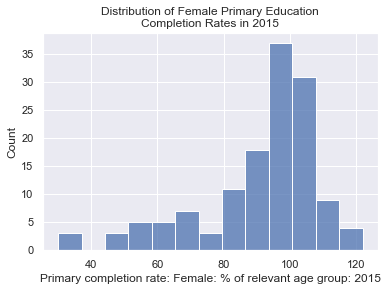 Distribution of Female Primary Education
Completion Rates in 2015
35
30
25
20
15
10
5
0
Count
40 60 80 100 120
Primary completion rate: Female: % of relevant age group: 2015